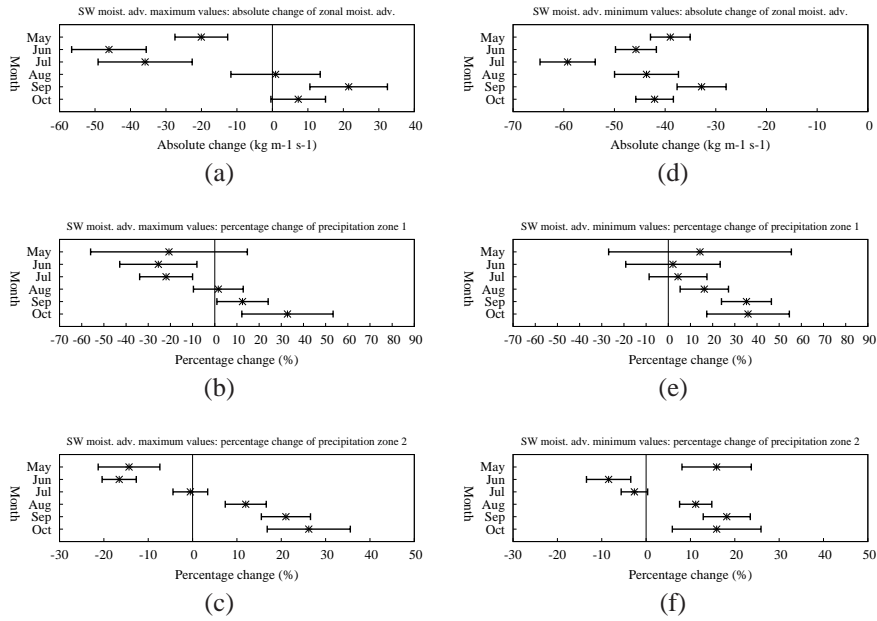 SW moist. adv. maximum values: absolute change of zonal moist. adv.
Month
May
Jun
Jul
Aug
Sep
Oct
-60 -50 -40 -30 -20 -10 0 10 20 30 40
Absolute change (kg m-1 s-1)
(a)
SW moist. adv. minimum values: absolute change of zonal moist. adv.
Month
May
Jun
Jul
Aug
Sep
Oct
-70 -60 -50 -40 -30 -20 -10 0
Absolute change (kg m-1 s-1)
(d)
SW moist. adv. maximum values: percentage change of precipitation zone 1
Month
May
Jun
Jul
Aug
Sep
Oct
-70 -60 -50 -40 -30 -20 -10 0 10 20 30 40 50 60 70 80 90
Percentage change (%)
(b)
SW moist. adv. minimum values: percentage change of precipitation zone 1
Month
May
Jun
Jul
Aug
Sep
Oct
-70 -60 -50 -40 -30 -20 -10 0 10 20 30 40 50 60 70 80 90
Percentage change (%)
(e)
SW moist. adv. maximum values: percentage change of precipitation zone 2
Month
May
Jun
Jul
Aug
Sep
Oct
-30 -20 -10 0 10 20 30 40 50
Percentage change (%)
(c)
SW moist. adv. minimum values: percentage change of precipitation zone 2
Month
May
Jun
Jul
Aug
Sep
Oct
-30 -20 -10 0 10 20 30 40 50
Percentage change (%)
(f)